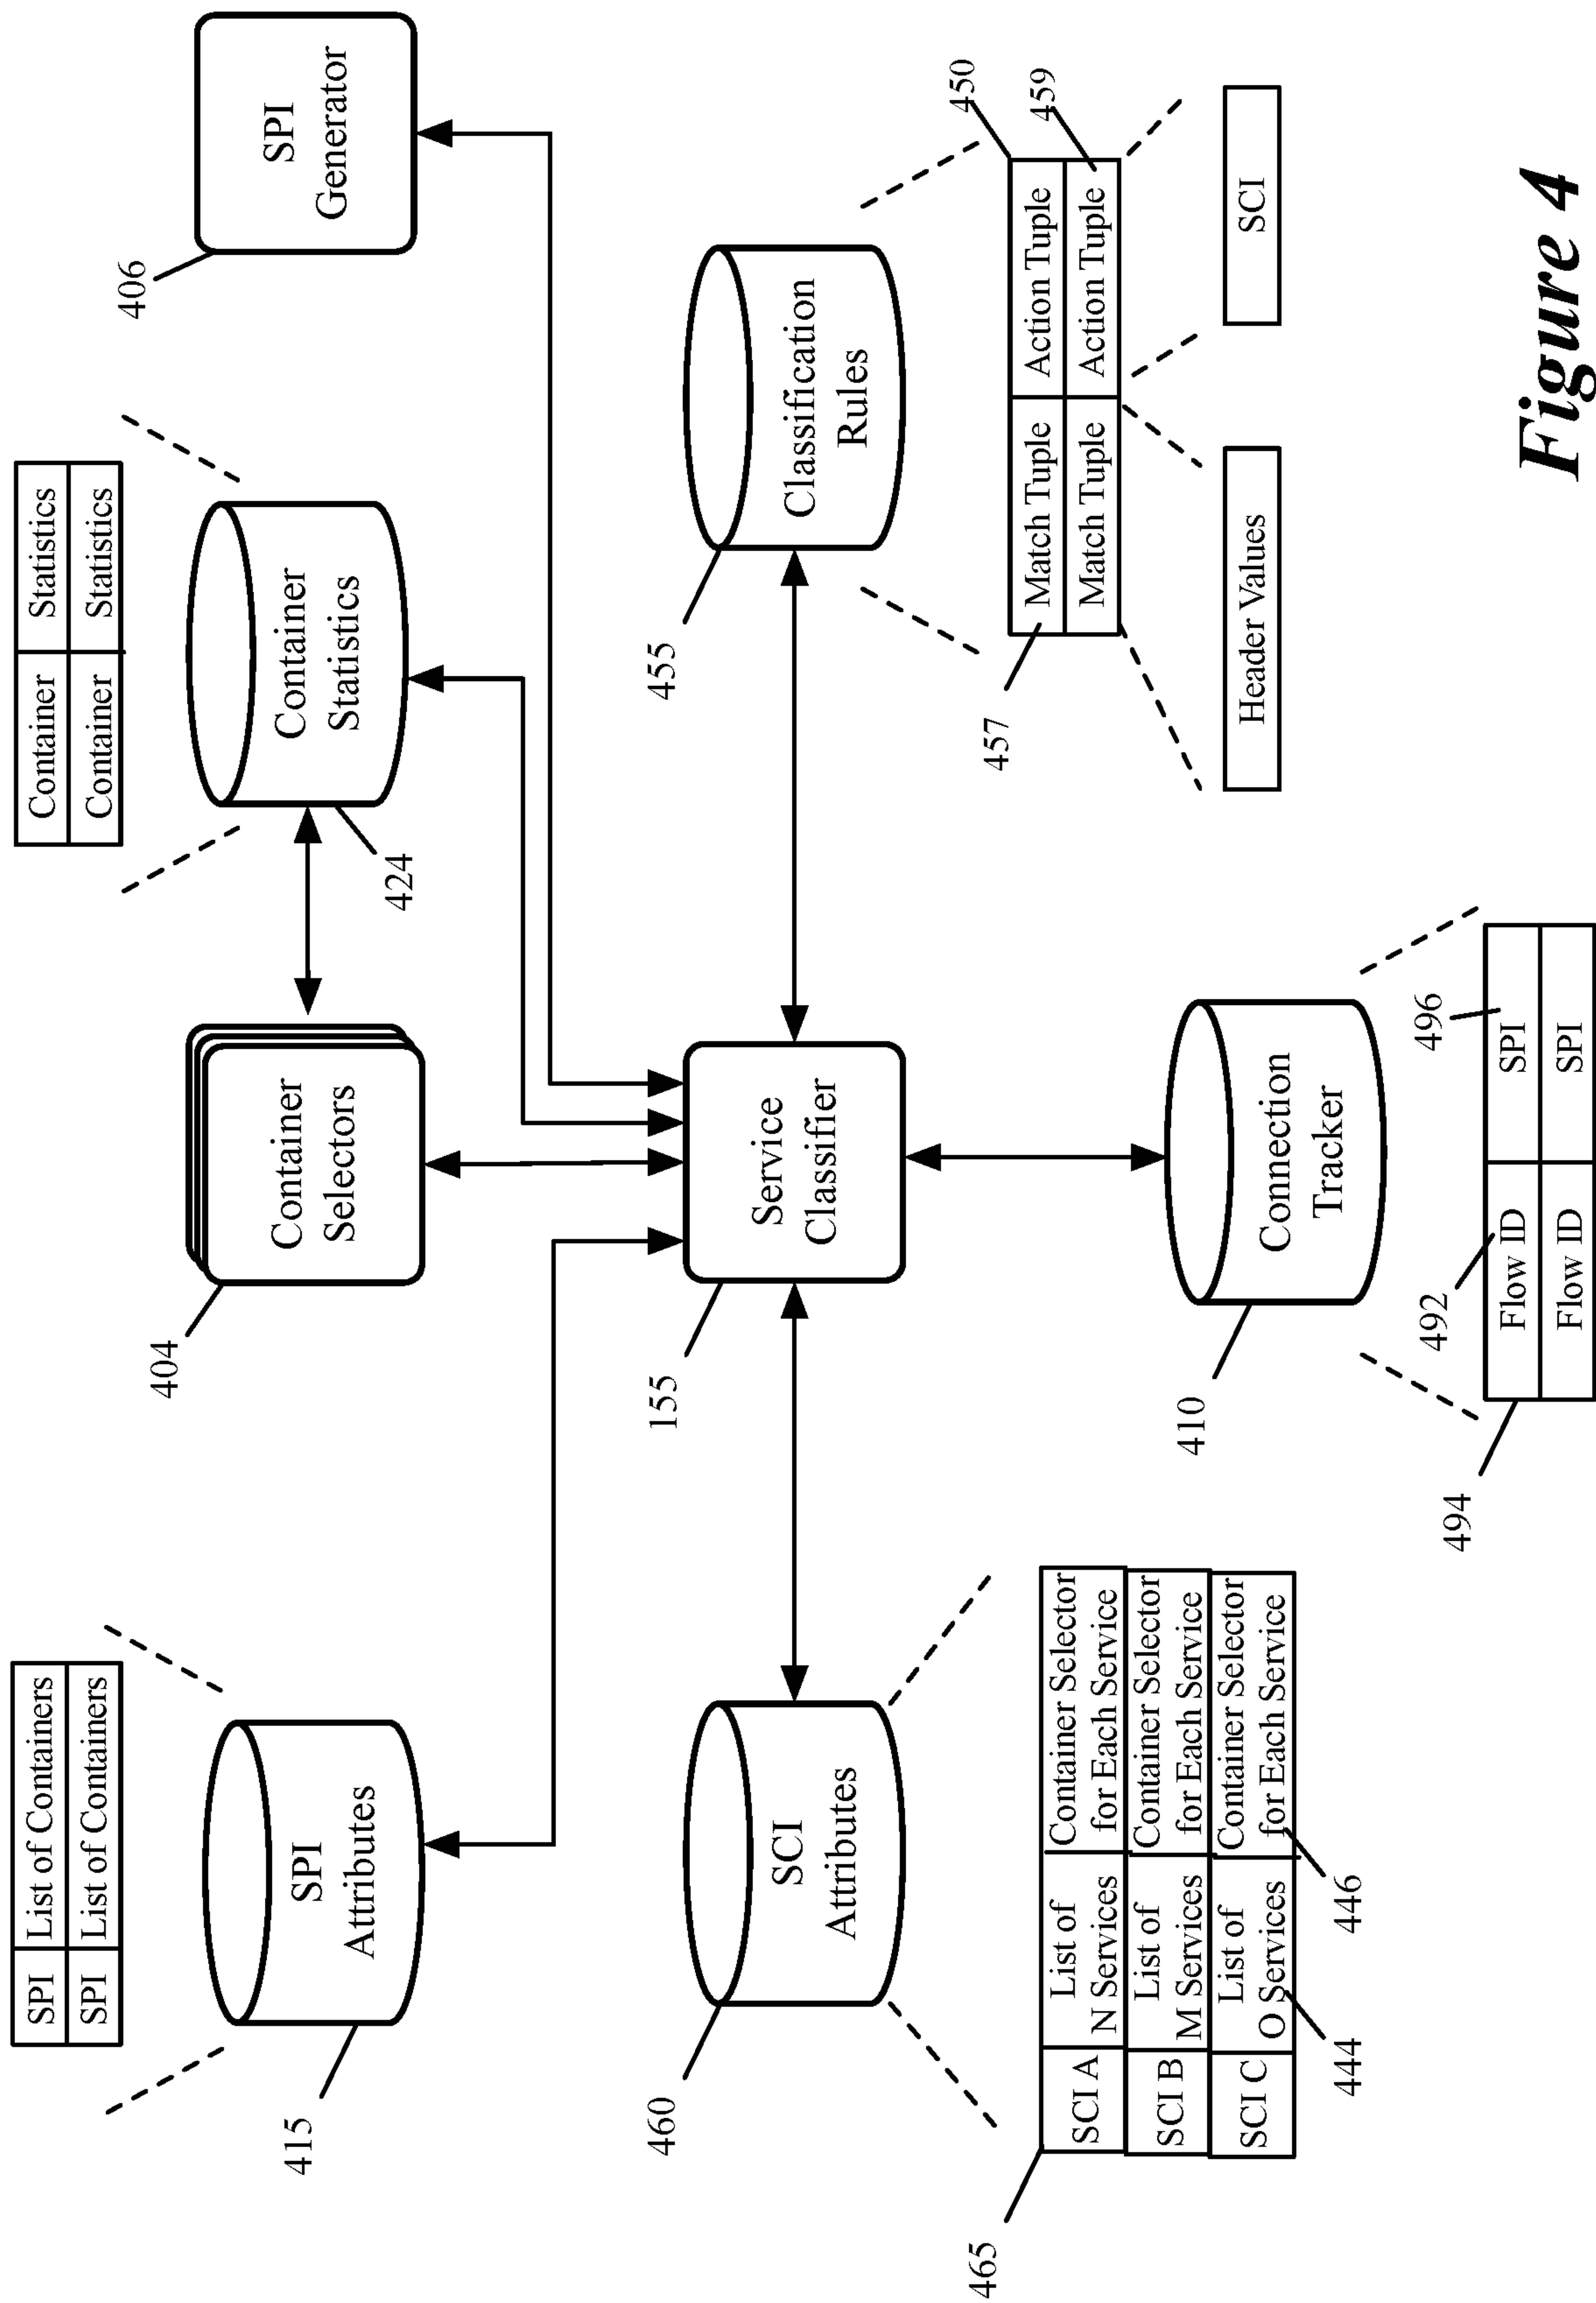 SPI
List of Containers
SPI
List of Containers
SPI
Attributes
415
Container
Selectors
404
Container
Statistics
Container
Statistics
Container
Statistics
424
SPI
Generator
406
SCI
Attributes
460
Service
Classifier
155
Classification
Rules
455
SCI A
List of
N Services
Container Selector
for Each Service
SCI B
List of
M Services
Container Selector
for Each Service
SCI C
List of
O Services
Container Selector
for Each Service
465
444
446
Connection
Tracker
410
Flow ID
SPI
Flow ID
SPI
494
492
496
Match Tuple
Action Tuple
Match Tuple
Action Tuple
457
450
459
Header Values
SCI
Figure 4